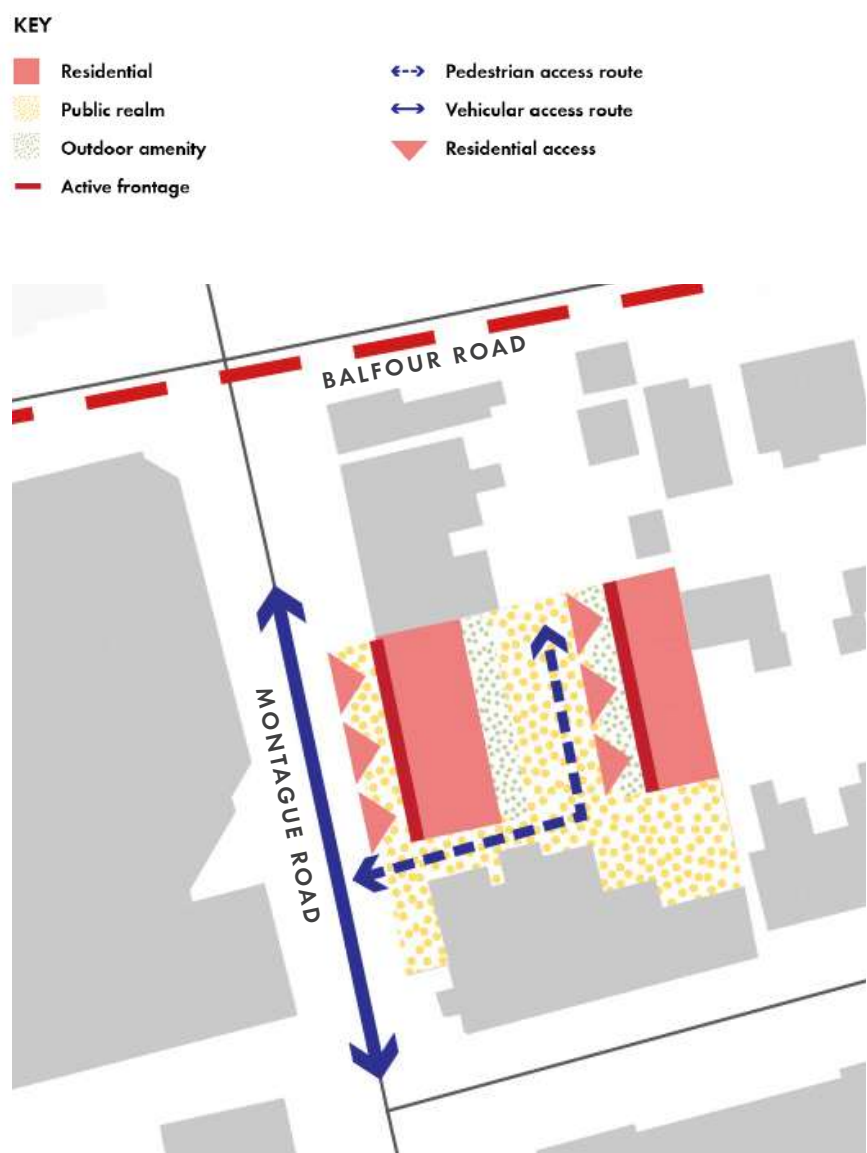 KEY
Residential
Public realm
Outdoor amenity
Active frontage
Pedestrian access route
Vehicular access route
Residential access
BALFOUR ROAD
MONTAGUE ROAD